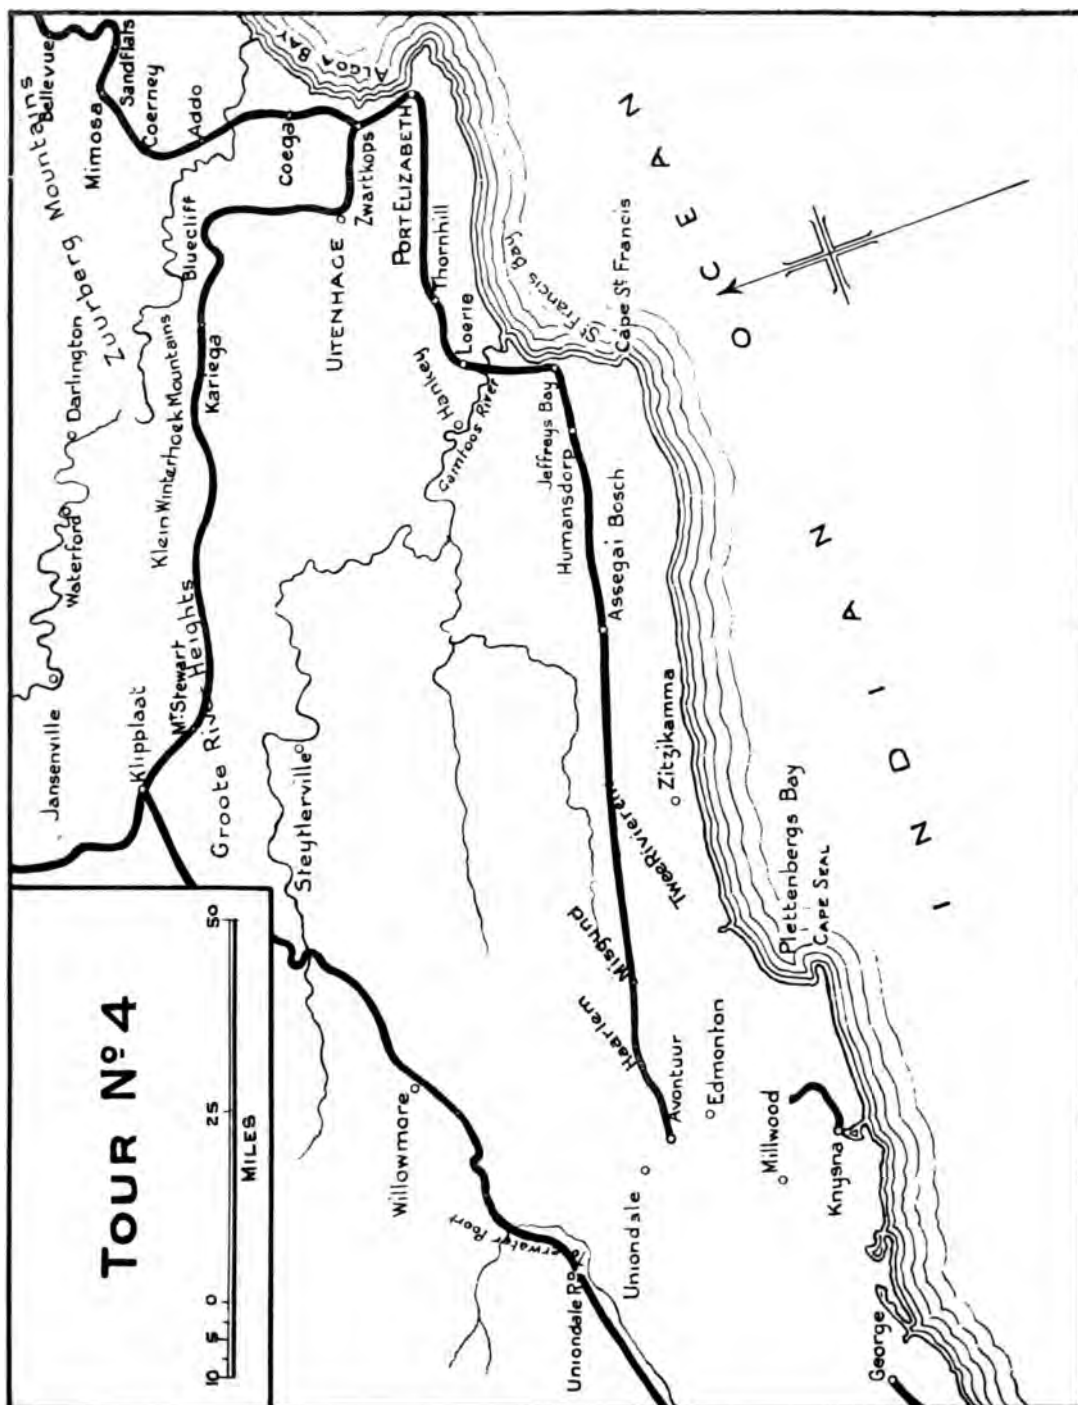 TOUR Nº 4
10 5 0 25 50
MILES
Jansenville
Waterford
Darlington
Zuurberg Mountains
Bellevue
Sandflats
Mimosa
Coerney
Addo
ALGOA BAY
Klipplaat
Mt. Stewart
Klein Winterhoek Mountains
Kariega
Bluecliff
Coega
Zwartkops
UITENHAGE
PORT ELIZABETH
Groote River Heights
Steytlerville
Hankey
Gamtoos River
Loerie
Thornhill
St Francis Bay
Cape St Francis
Willowmore
Jeffreys Bay
Humansdorp
Assegai Bosch
Zitzikamma
TweeRivieren
Misgund
Haarlem
Avontuur
Edmonton
Uniondale
Uniondale Rd
Millwood
Knysna
George
Plettenbergs Bay
CAPE SEAL
INDIAN OCEAN